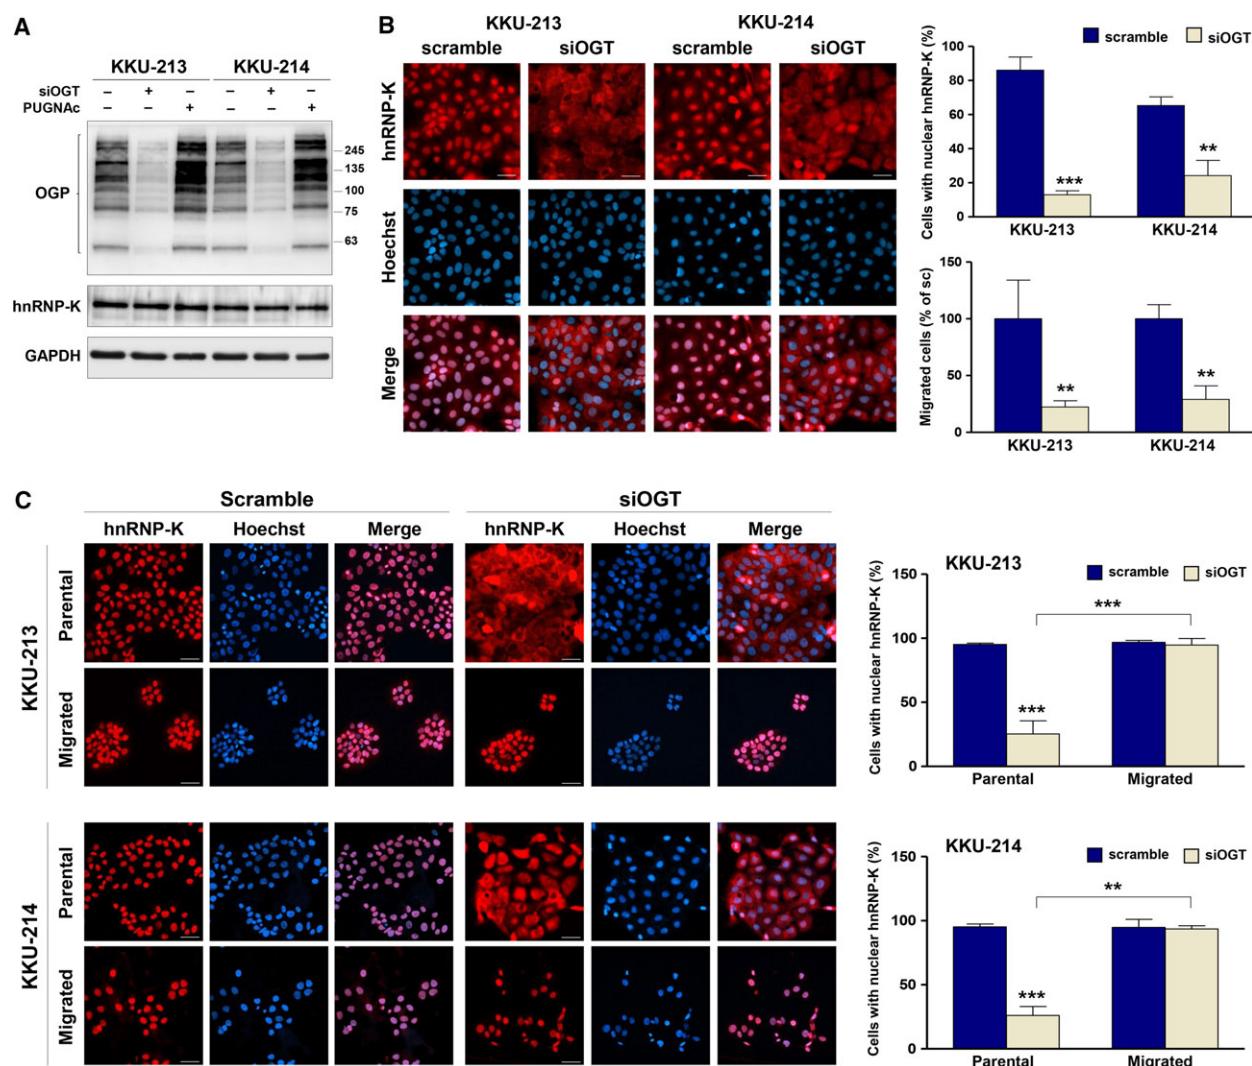 A
KKU-213 KKU-214
siOGT – + – – + –
PUGNAc – – + – – +
OGP
245
135
100
75
63
hnRNP-K
GAPDH
B
KKU-213 KKU-214
scramble siOGT scramble siOGT
hnRNP-K
Hoechst
Merge
scramble siOGT
Cells with nuclear hnRNP-K (%)
100
80
60
40
20
0
*** **
KKU-213 KKU-214
Migrated cells (% of sc)
150
100
50
0
** **
KKU-213 KKU-214
C
Scramble siOGT
hnRNP-K Hoechst Merge hnRNP-K Hoechst Merge
KKU-213
Parental
Migrated
KKU-214
Parental
Migrated
KKU-213
scramble siOGT
Cells with nuclear hnRNP-K (%)
150
100
50
0
***
***
Parental Migrated
KKU-214
scramble siOGT
Cells with nuclear hnRNP-K (%)
150
100
50
0
**
***
Parental Migrated